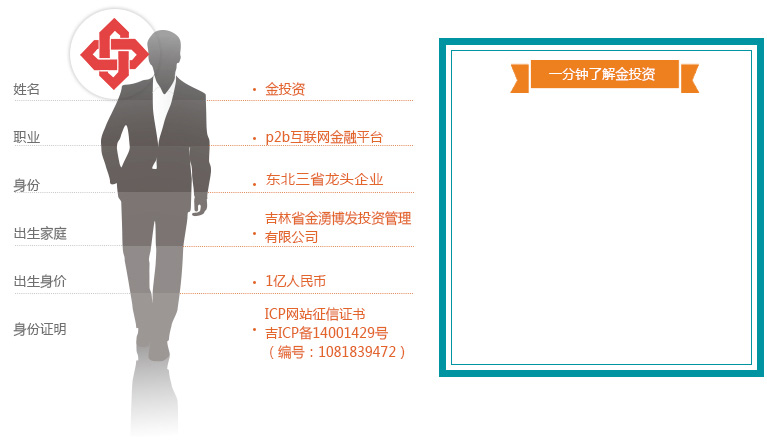 姓名
• 金投资
职业
• p2b互联网金融平台
身份
• 东北三省龙头企业
出生家庭
• 吉林省金湧博发投资管理
有限公司
出生身价
• 1亿人民币
身份证明
• ICP网站征信证书
吉ICP备14001429号
（编号：1081839472）
一分钟了解金投资